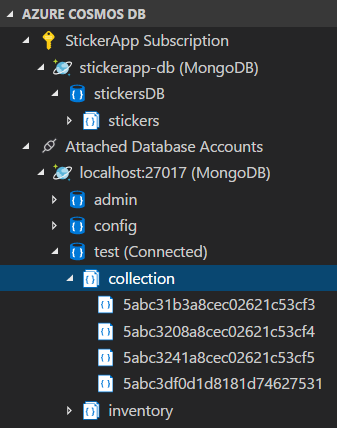 AZURE COSMOS DB
StickerApp Subscription
stickerapp-db (MongoDB)
stickersDB
stickers
Attached Database Accounts
localhost:27017 (MongoDB)
admin
config
test (Connected)
collection
5abc31b3a8cec02621c53cf3
5abc3208a8cec02621c53cf4
5abc3241a8cec02621c53cf5
5abc3df0d1d8181d74627531
inventory